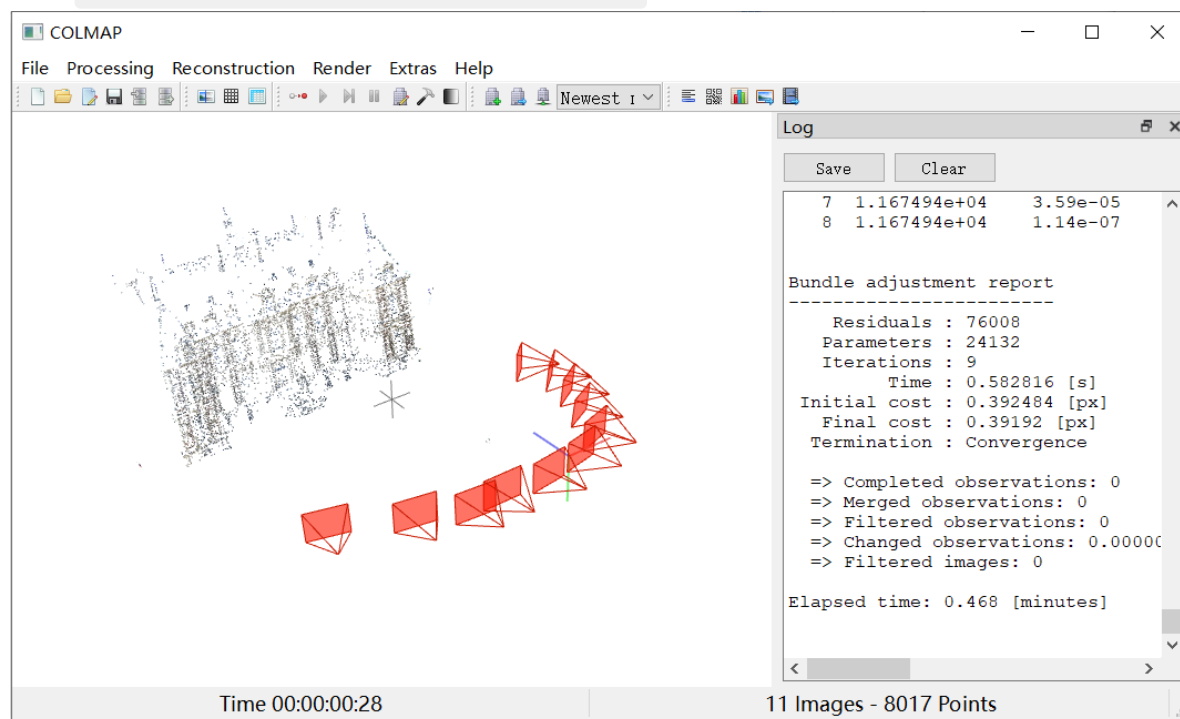 COLMAP
File Processing Reconstruction Render Extras Help
Newest
Log
Save Clear
7 1.167494e+04 3.59e-05
8 1.167494e+04 1.14e-07
Bundle adjustment report
------------------------
Residuals : 76008
Parameters : 24132
Iterations : 9
Time : 0.582816 [s]
Initial cost : 0.392484 [px]
Final cost : 0.39192 [px]
Termination : Convergence
=> Completed observations: 0
=> Merged observations: 0
=> Filtered observations: 0
=> Changed observations: 0.00000
=> Filtered images: 0
Elapsed time: 0.468 [minutes]
Time 00:00:00:28
11 Images - 8017 Points